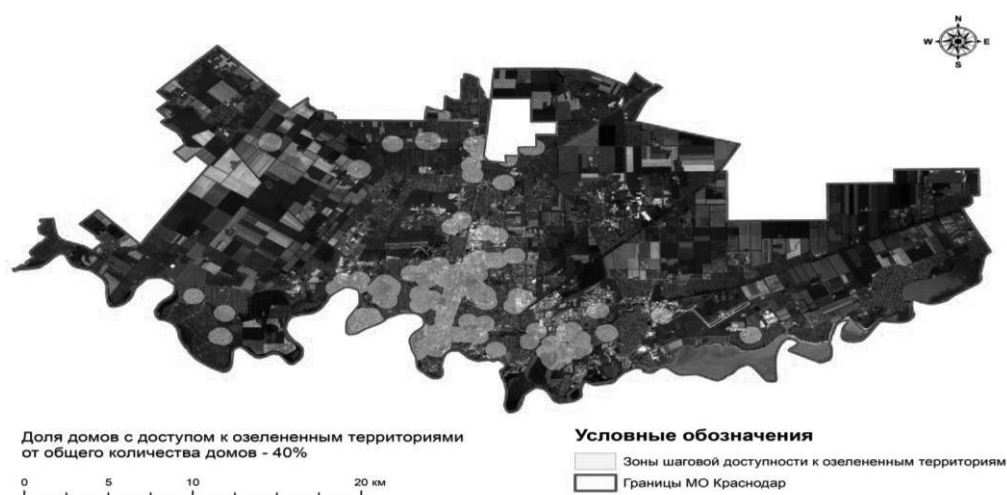 N
W E
S
Доля домов с доступом к озелененным территориями
от общего количества домов - 40%
0 5 10 20 км
Условные обозначения
Зоны шаговой доступности к озелененным территориям
Границы МО Краснодар